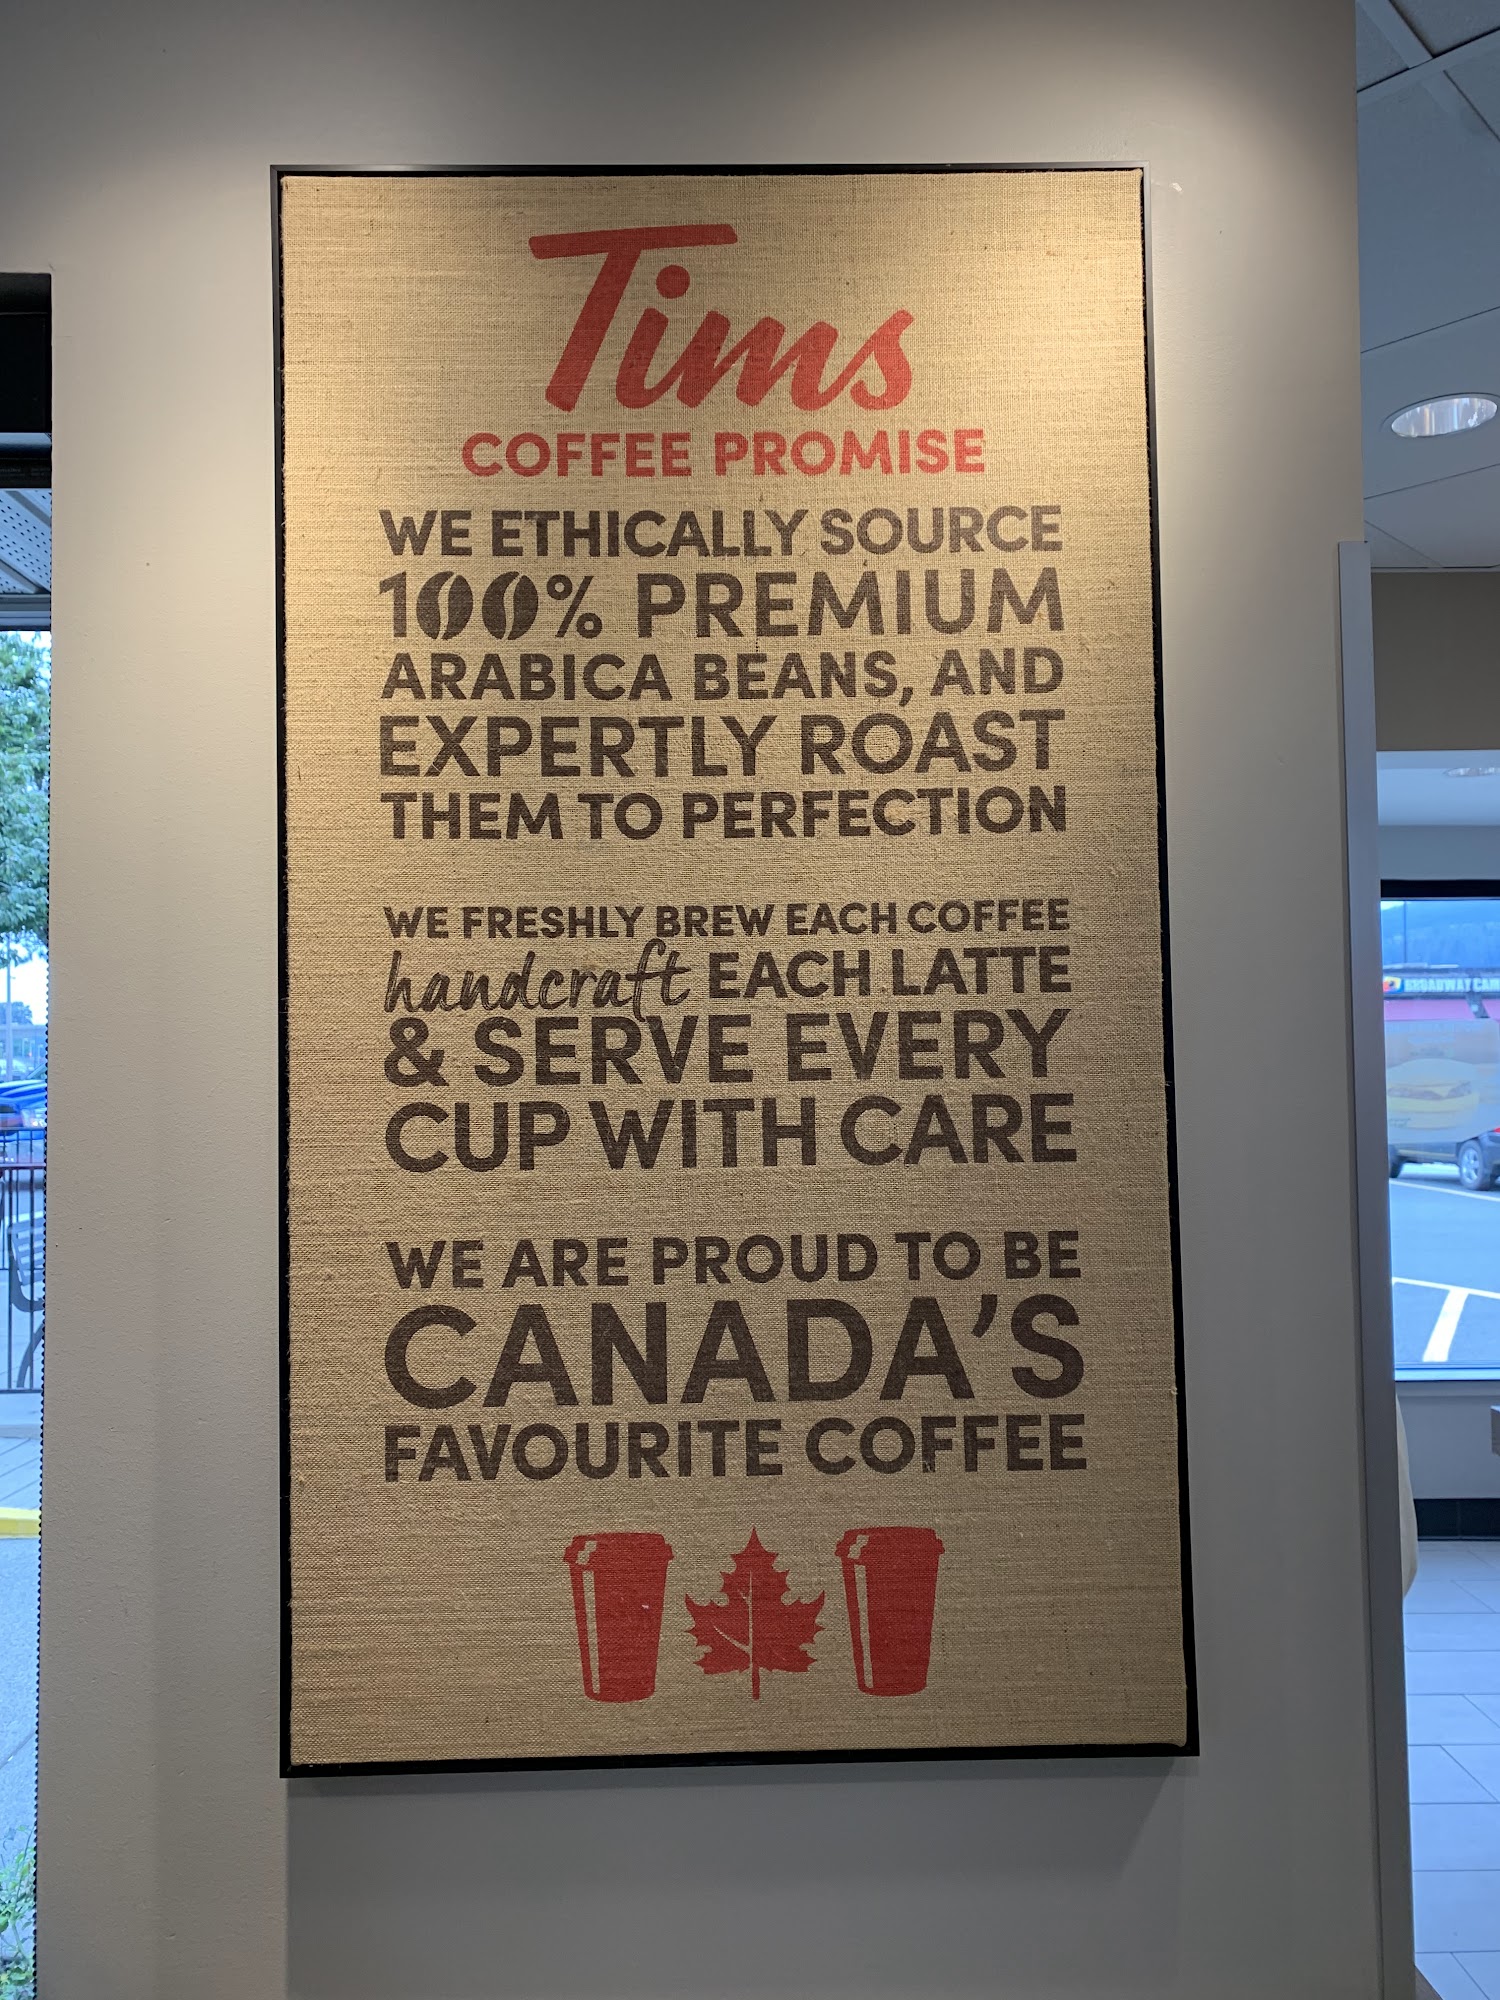 Tims
COFFEE PROMISE
WE ETHICALLY SOURCE
100% PREMIUM
ARABICA BEANS, AND
EXPERTLY ROAST
THEM TO PERFECTION
WE FRESHLY BREW EACH COFFEE
handcraft EACH LATTE
& SERVE EVERY
CUP WITH CARE
WE ARE PROUD TO BE
CANADA'S
FAVOURITE COFFEE